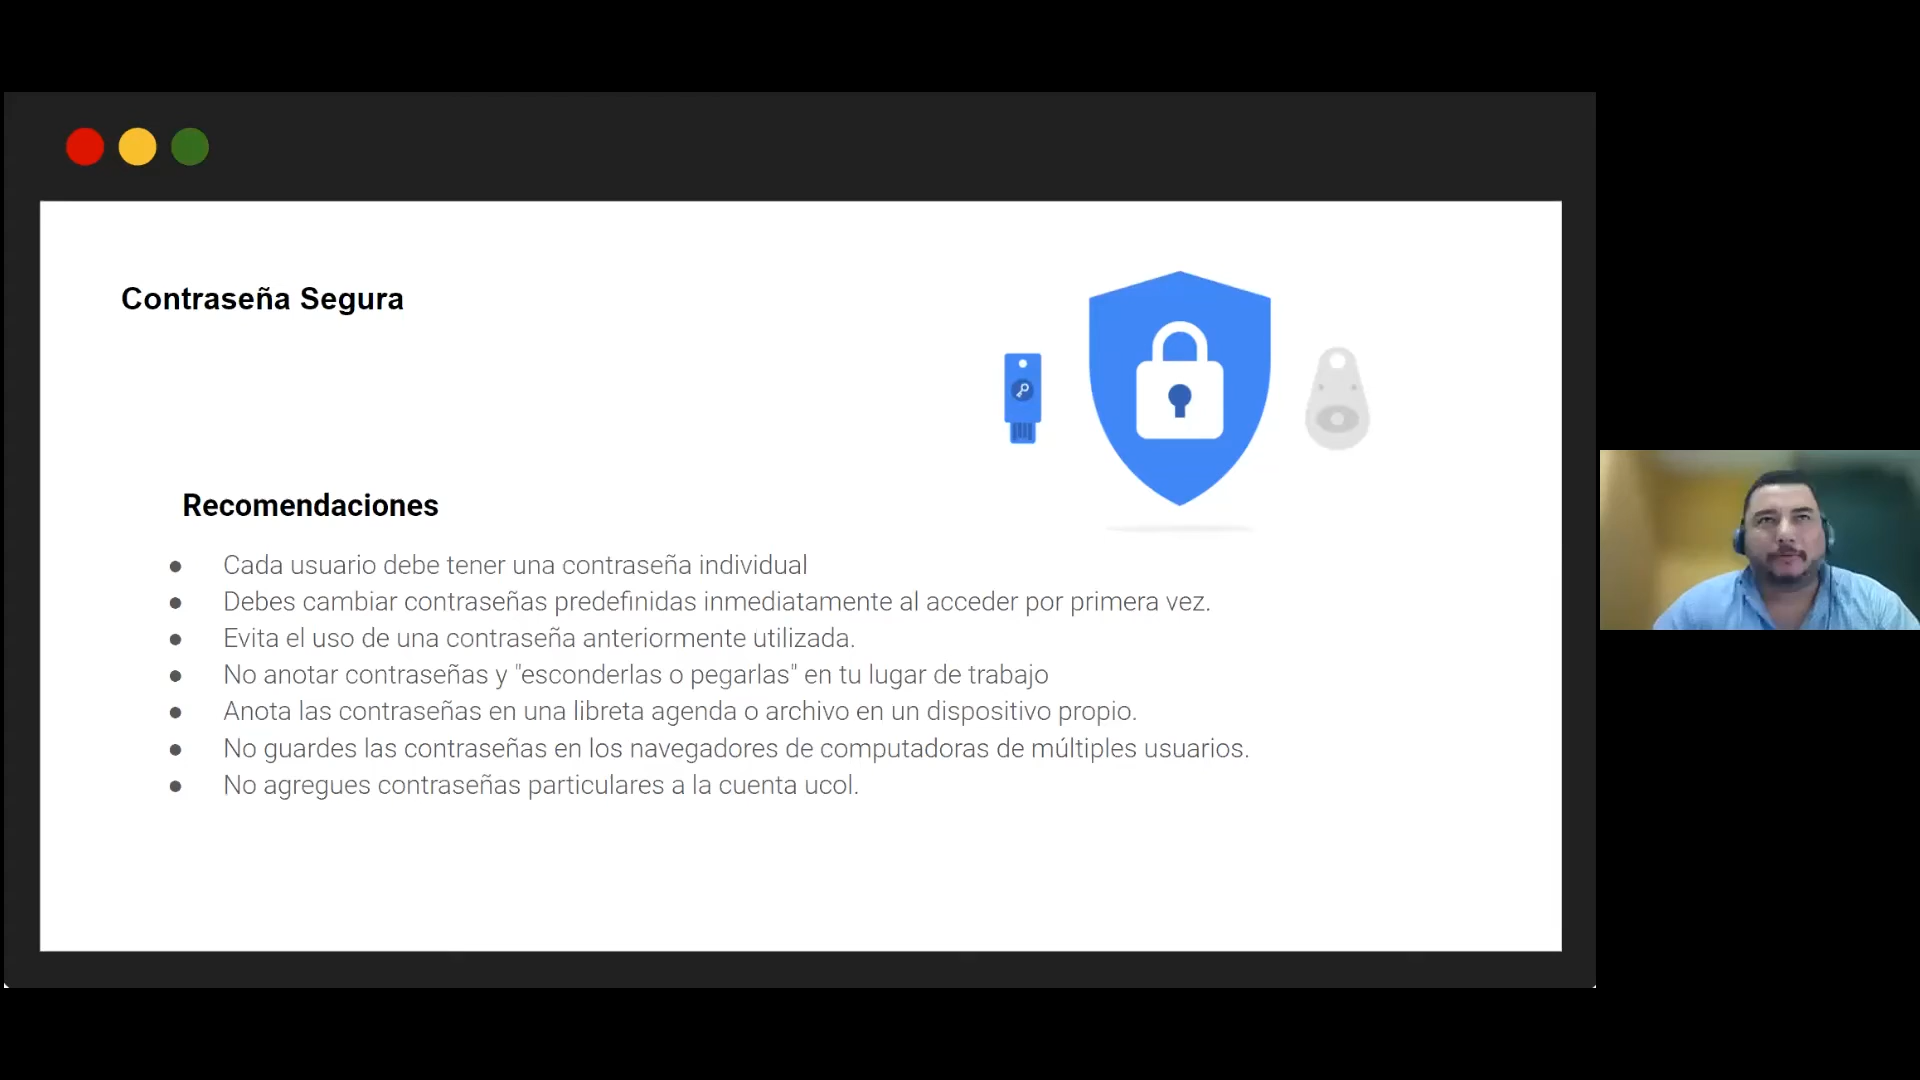 Contraseña Segura
Recomendaciones
● Cada usuario debe tener una contraseña individual
● Debes cambiar contraseñas predefinidas inmediatamente al acceder por primera vez.
● Evita el uso de una contraseña anteriormente utilizada.
● No anotar contraseñas y "esconderlas o pegarlas" en tu lugar de trabajo
● Anota las contraseñas en una libreta agenda o archivo en un dispositivo propio.
● No guardes las contraseñas en los navegadores de computadoras de múltiples usuarios.
● No agregues contraseñas particulares a la cuenta ucol.